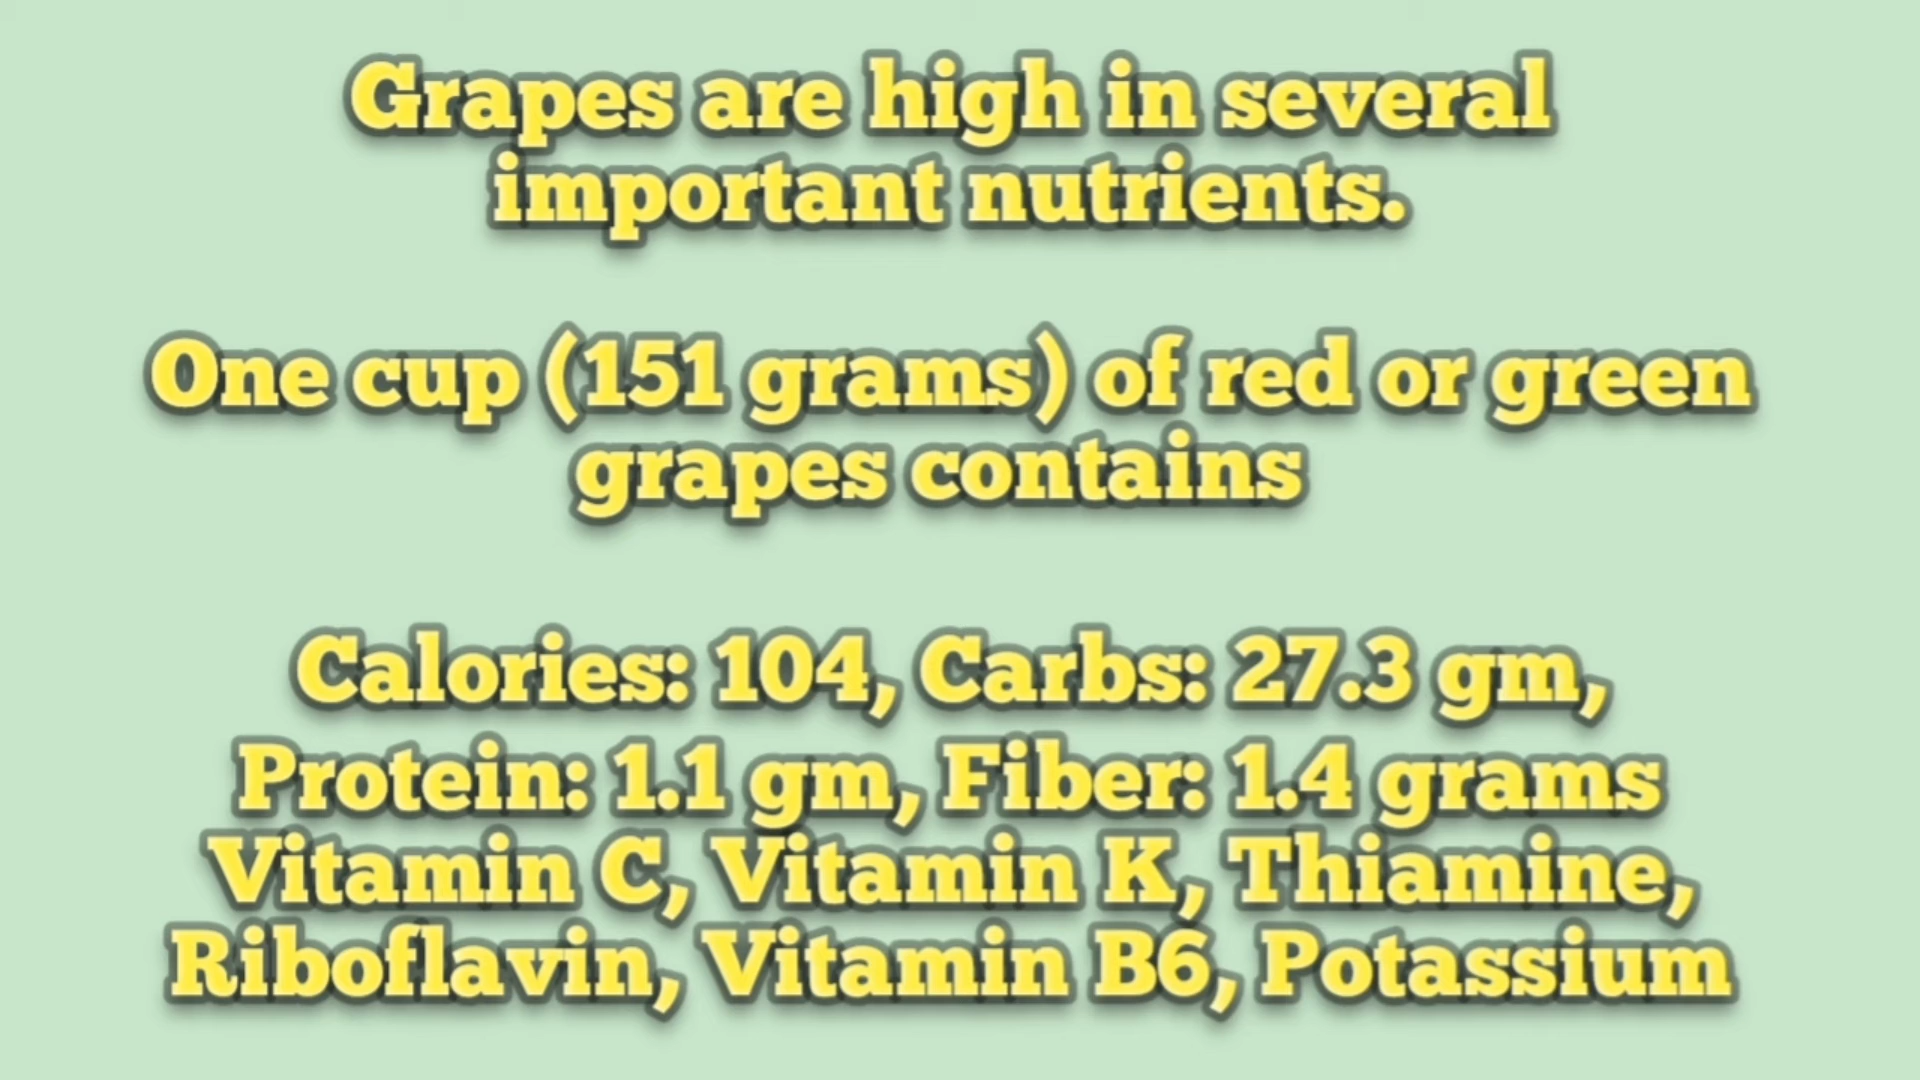 Grapes are high in several
important nutrients.
One cup (151 grams) of red or green
grapes contains
Calories: 104, Carbs: 27.3 gm,
Protein: 1.1 gm, Fiber: 1.4 grams
Vitamin C, Vitamin K, Thiamine,
Riboflavin, Vitamin B6, Potassium